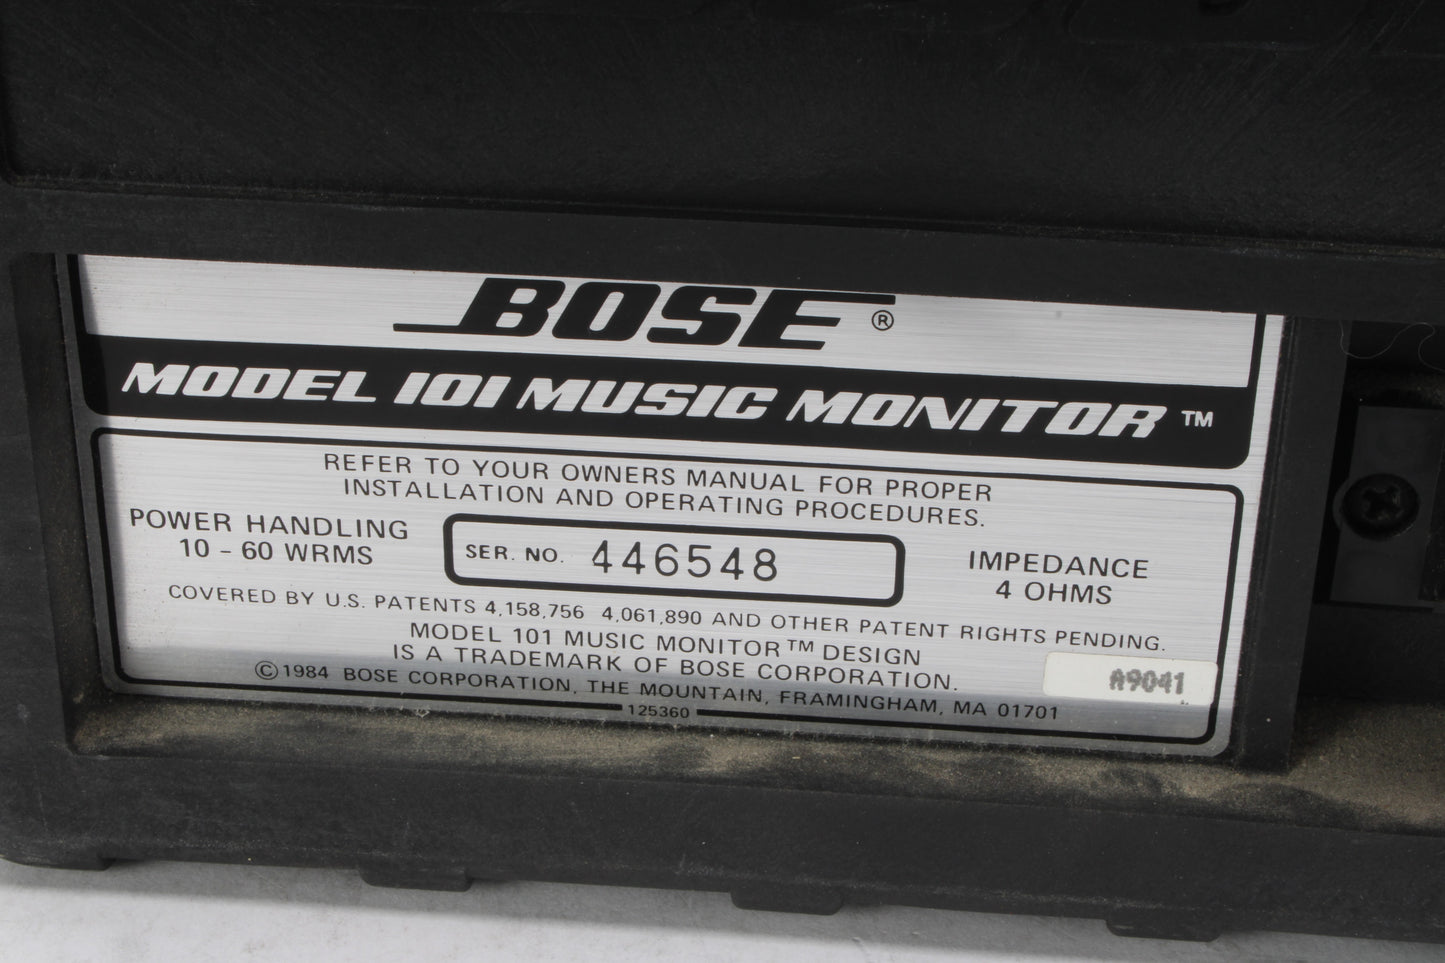 BOSE®
MODEL 101 MUSIC MONITOR™
REFER TO YOUR OWNERS MANUAL FOR PROPER
INSTALLATION AND OPERATING PROCEDURES.
POWER HANDLING
10 - 60 WRMS
SER. NO. 446548
IMPEDANCE
4 OHMS
COVERED BY U.S. PATENTS 4,158,756 4,061,890 AND OTHER PATENT RIGHTS PENDING.
MODEL 101 MUSIC MONITOR™ DESIGN
IS A TRADEMARK OF BOSE CORPORATION.
A9041
©1984 BOSE CORPORATION, THE MOUNTAIN, FRAMINGHAM, MA 01701
125360